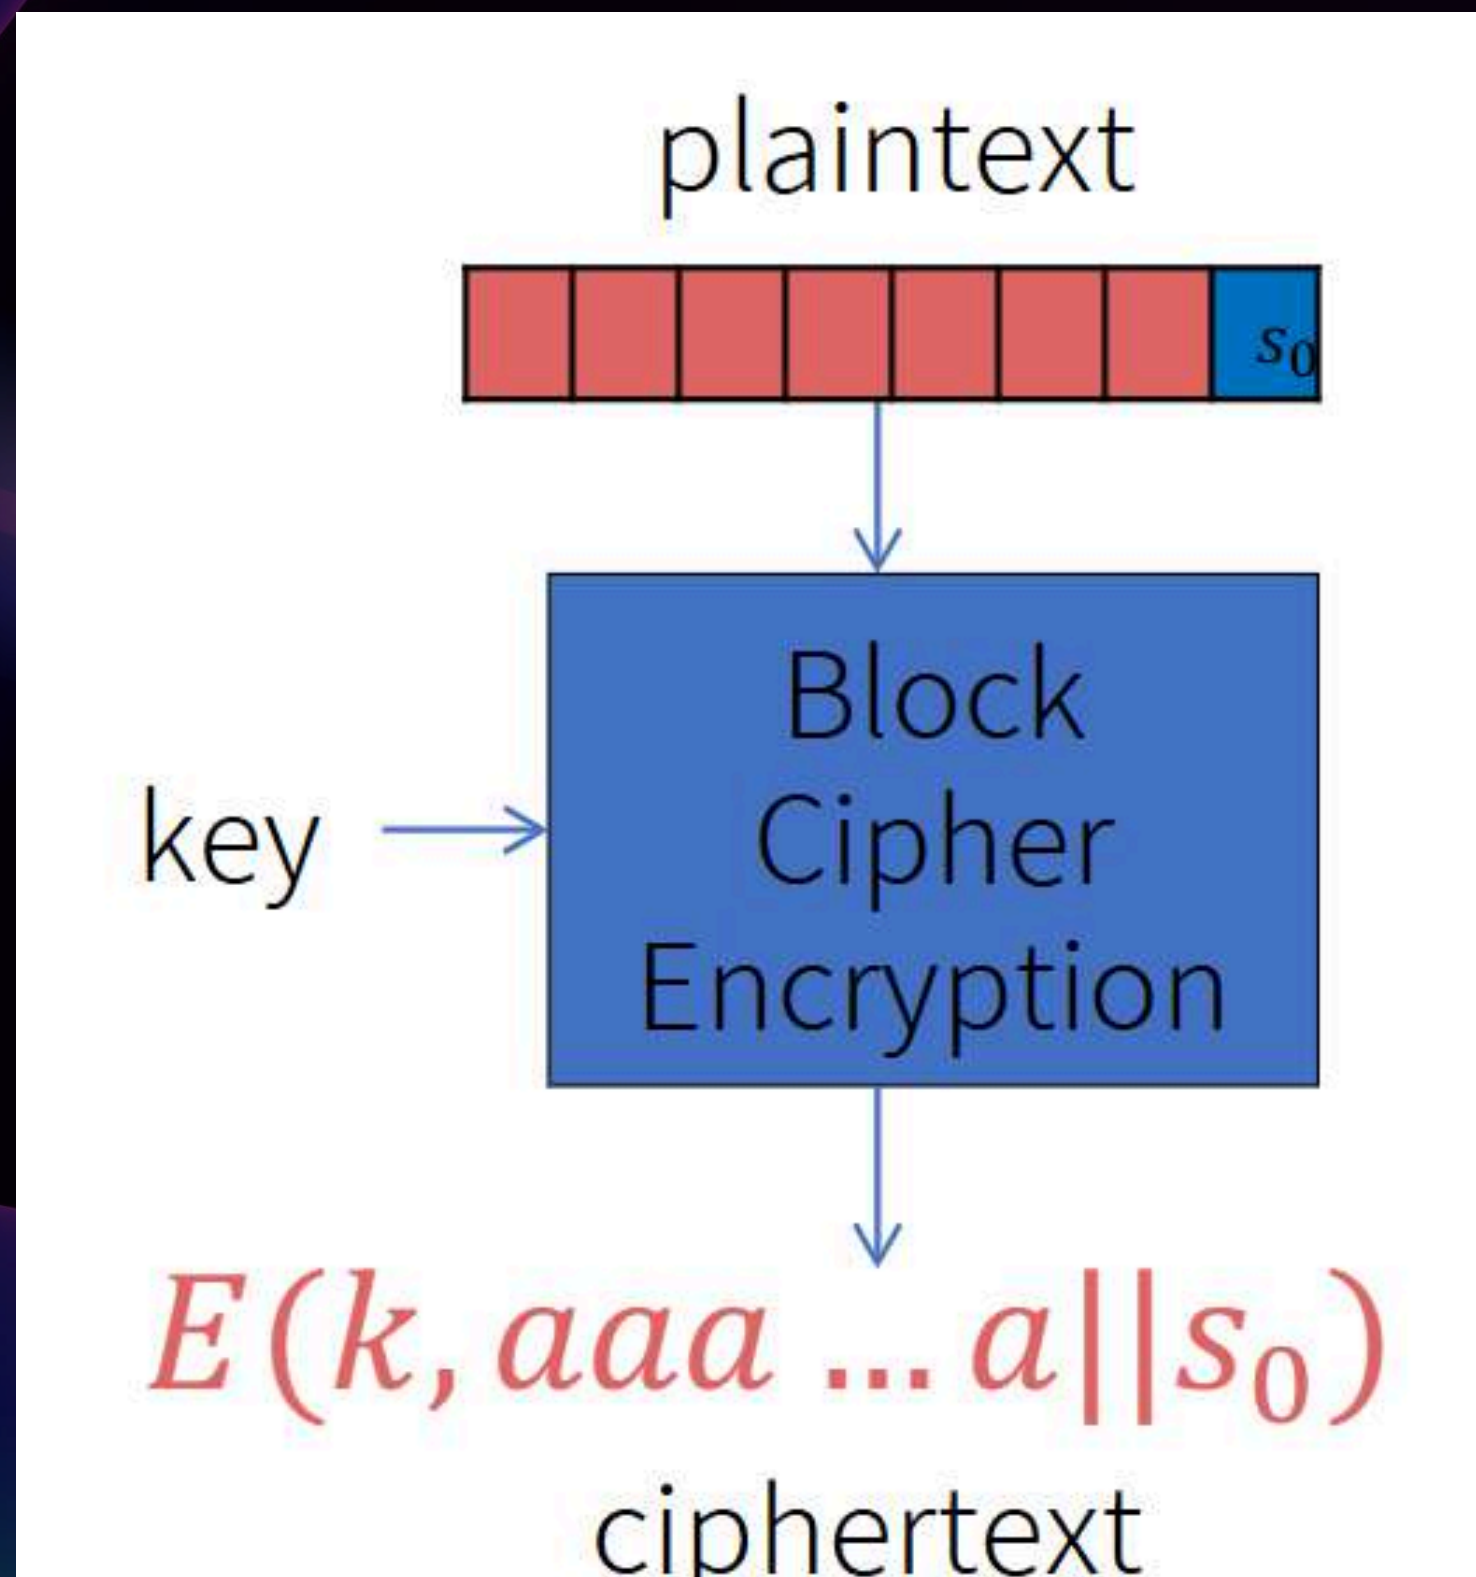 plaintext
s₀
Block
Cipher
Encryption
key
E(k, aaa ... a||s₀)
ciphertext